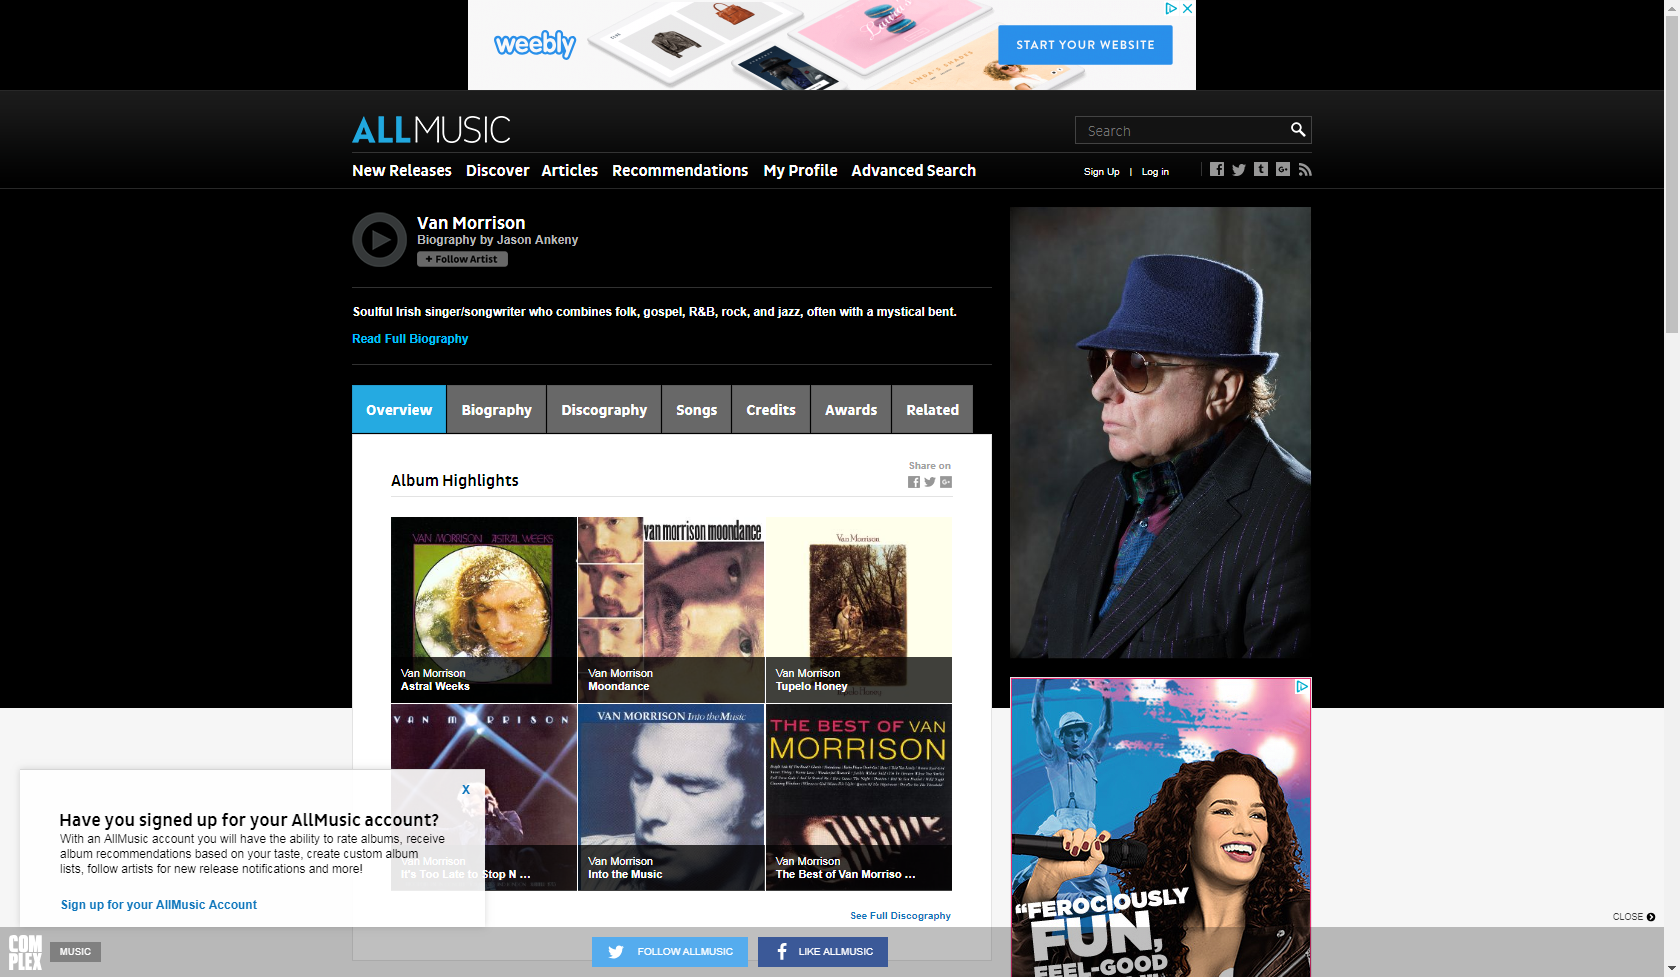 weebly
START YOUR WEBSITE
ALLMUSIC
Search
New Releases Discover Articles Recommendations My Profile Advanced Search
Sign Up | Log in
Van Morrison
Biography by Jason Ankeny
+ Follow Artist
Soulful Irish singer/songwriter who combines folk, gospel, R&B, rock, and jazz, often with a mystical bent.
Read Full Biography
Overview Biography Discography Songs Credits Awards Related
Album Highlights
Share on
VAN MORRISON ASTRAL WEEKS
van morrison moondance
Van Morrison
Van Morrison
Astral Weeks
Van Morrison
Moondance
Van Morrison
Tupelo Honey
VAN MORRISON
VAN MORRISON Into the Music
THE BEST OF VAN
MORRISON
Van Morrison
It's Too Late to Stop N ...
Van Morrison
Into the Music
Van Morrison
The Best of Van Morriso ...
See Full Discography
X
Have you signed up for your AllMusic account?
With an AllMusic account you will have the ability to rate albums, receive
album recommendations based on your taste, create custom album
lists, follow artists for new release notifications and more!
Sign up for your AllMusic Account
"FEROCIOUSLY
FUN,
FEEL-GOOD
CLOSE
COMPLEX
MUSIC
FOLLOW ALLMUSIC
LIKE ALLMUSIC